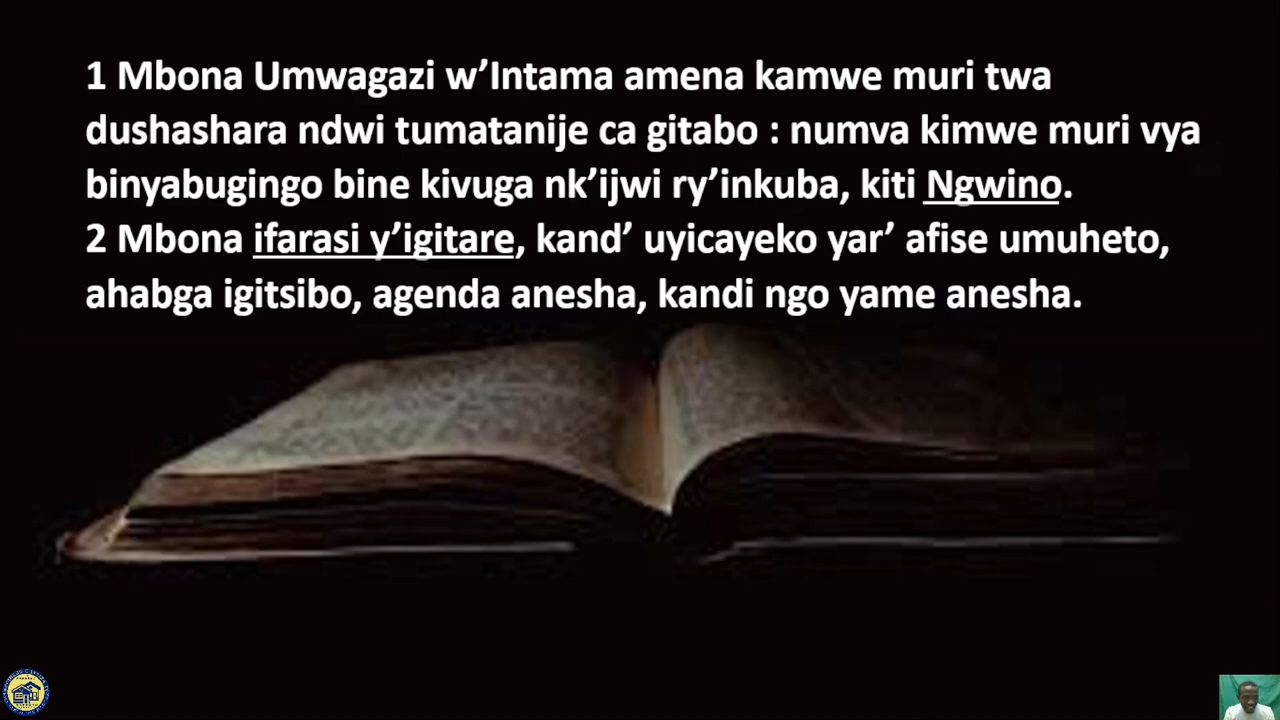 1 Mbona Umwagazi w’Intama amena kamwe muri twa
dushashara ndwi tumatanije ca gitabo : numva kimwe muri vya
binyabugingo bine kivuga nk’ijwi ry’inkuba, kiti Ngwino.
2 Mbona ifarasi y’igitare, kand’ uyicayeko yar’ afise umuheto,
ahabga igitsibo, agenda anesha, kandi ngo yame anesha.